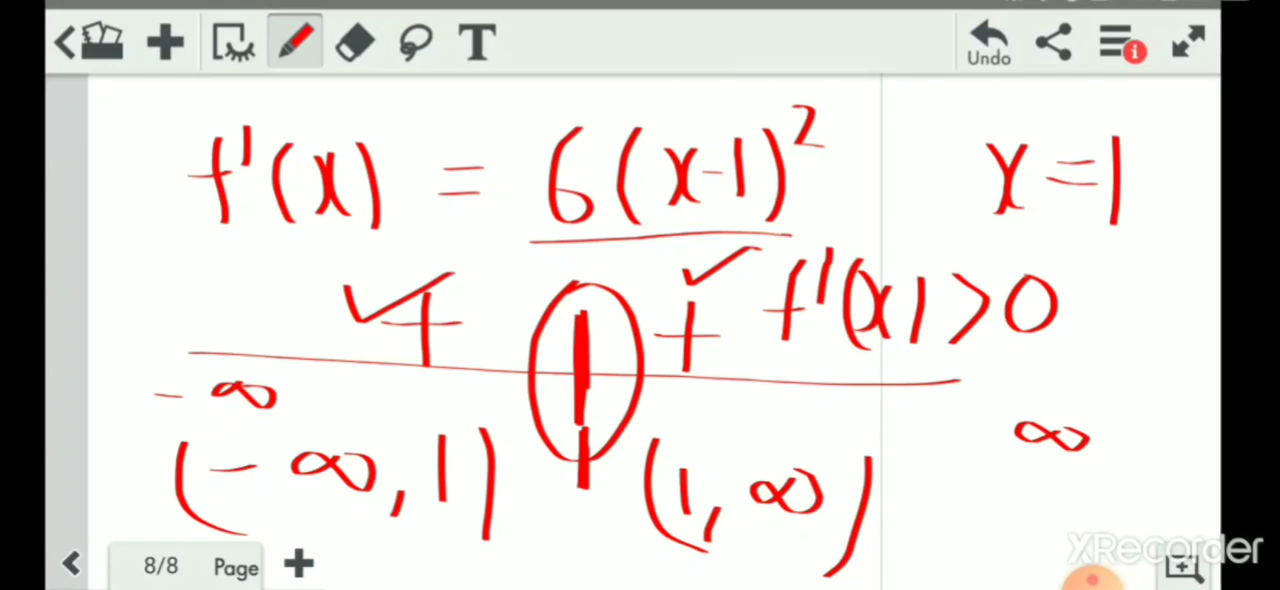 Undo
i
f'(x) = 6(x-1)² x=1
+ + f'(x)>0
-∞ 1 ∞
(-∞,1) (1,∞)
8/8 Page
XRecorder